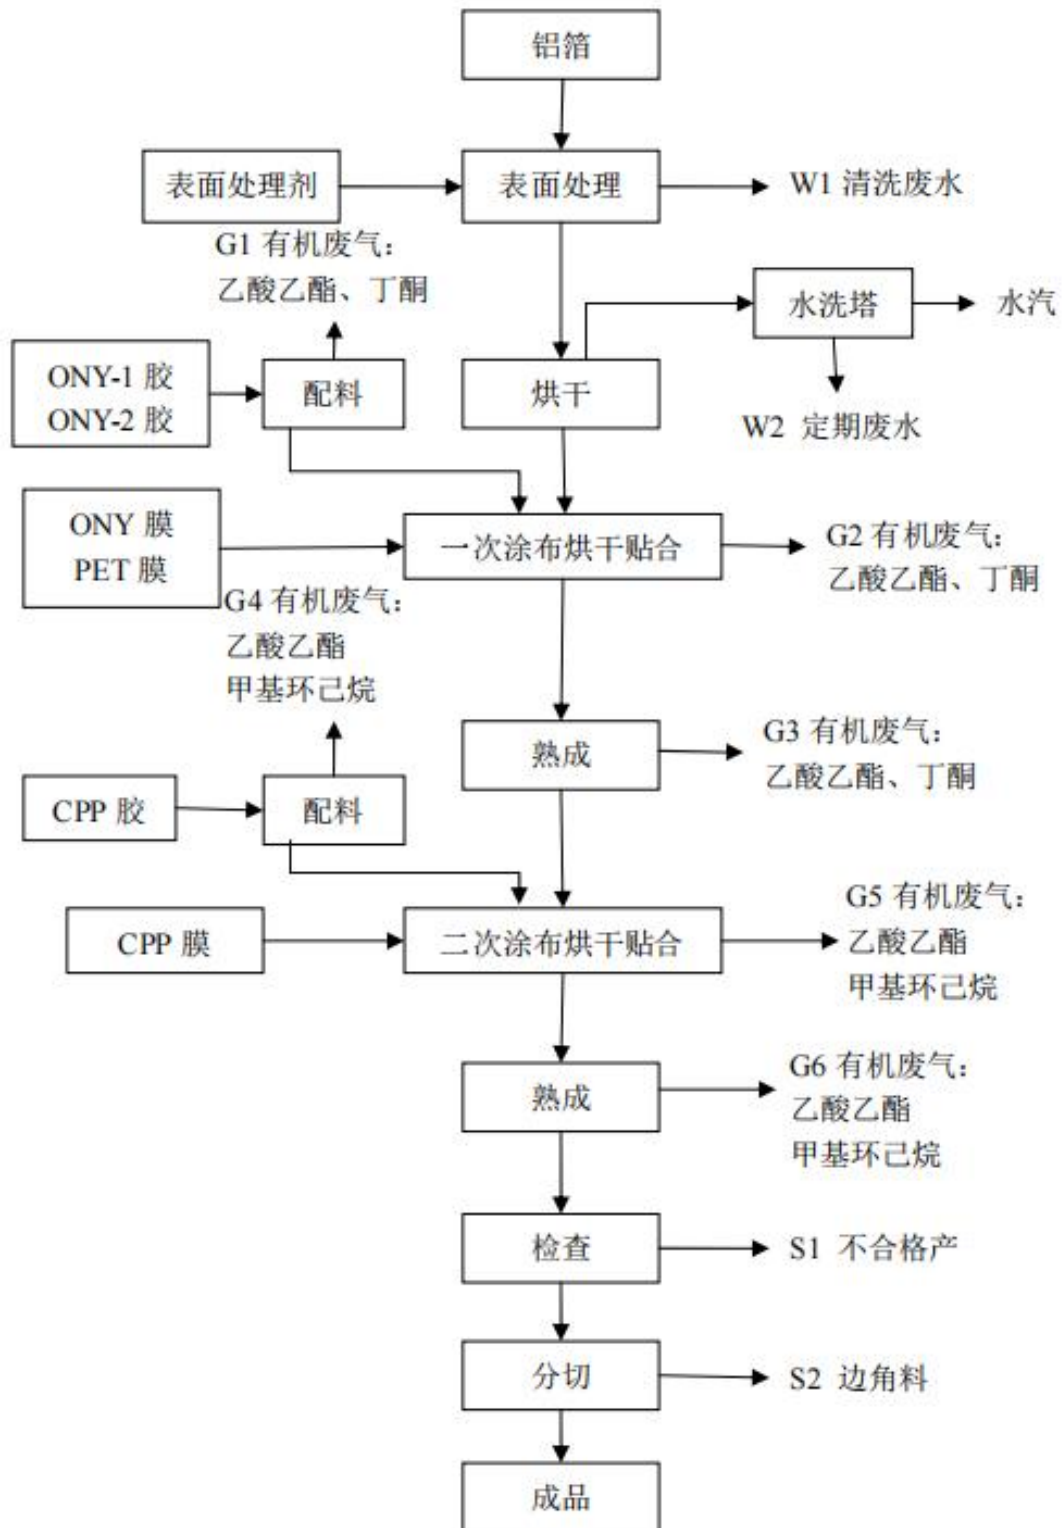 铝箔
表面处理剂
表面处理
W1 清洗废水
G1 有机废气：
乙酸乙酯、丁酮
水洗塔
水汽
ONY-1 胶
ONY-2 胶
配料
烘干
W2 定期废水
ONY 膜
PET 膜
一次涂布烘干贴合
G2 有机废气：
乙酸乙酯、丁酮
G4 有机废气：
乙酸乙酯
甲基环己烷
熟成
G3 有机废气：
乙酸乙酯、丁酮
CPP 胶
配料
CPP 膜
二次涂布烘干贴合
G5 有机废气：
乙酸乙酯
甲基环己烷
熟成
G6 有机废气：
乙酸乙酯
甲基环己烷
检查
S1 不合格产
分切
S2 边角料
成品